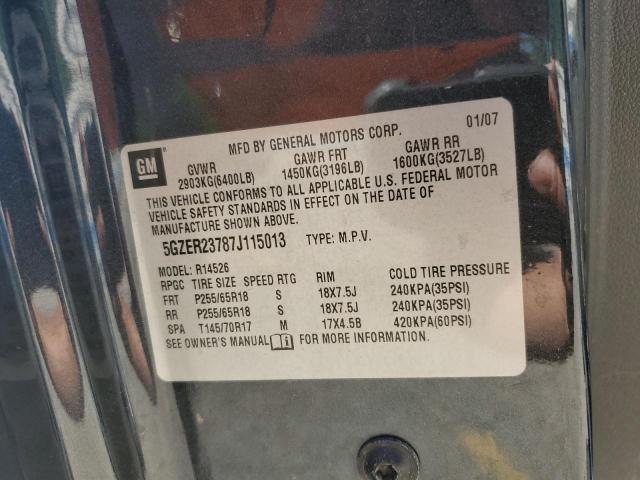 GM
MFD BY GENERAL MOTORS CORP. 01/07
GVWR GAWR FRT GAWR RR
2903KG(6400LB) 1450KG(3196LB) 1600KG(3527LB)
THIS VEHICLE CONFORMS TO ALL APPLICABLE U.S. FEDERAL MOTOR
VEHICLE SAFETY STANDARDS IN EFFECT ON THE DATE OF
MANUFACTURE SHOWN ABOVE.
5GZER23787J115013 TYPE: M.P.V.
MODEL: R14526
RPGC TIRE SIZE SPEED RTG RIM COLD TIRE PRESSURE
FRT P255/65R18 S 18X7.5J 240KPA(35PSI)
RR P255/65R18 S 18X7.5J 240KPA(35PSI)
SPA T145/70R17 M 17X4.5B 420KPA(60PSI)
SEE OWNER'S MANUAL FOR MORE INFORMATION.